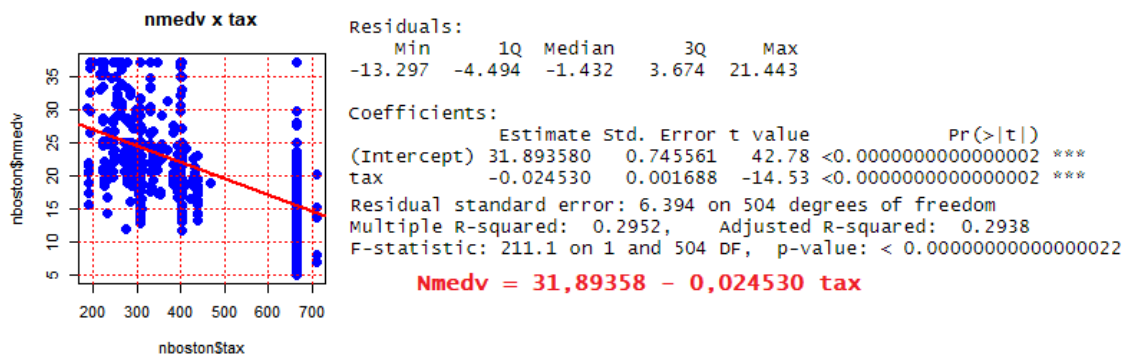 nmedv x tax
nboston$nmedv
35
30
25
20
15
10
5
200 300 400 500 600 700
nboston$tax
Residuals:
Min 1Q Median 3Q Max
-13.297 -4.494 -1.432 3.674 21.443
Coefficients:
Estimate Std. Error t value Pr(>|t|)
(Intercept) 31.893580 0.745561 42.78 <0.0000000000000002 ***
tax -0.024530 0.001688 -14.53 <0.0000000000000002 ***
Residual standard error: 6.394 on 504 degrees of freedom
Multiple R-squared: 0.2952, Adjusted R-squared: 0.2938
F-statistic: 211.1 on 1 and 504 DF, p-value: < 0.00000000000000022
Nmedv = 31,89358 – 0,024530 tax